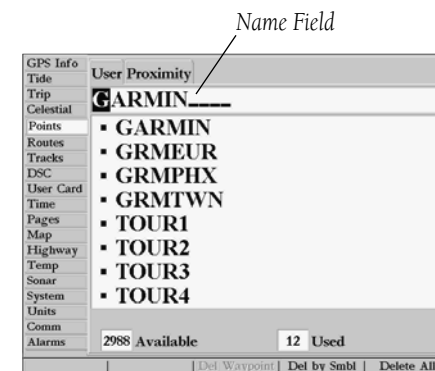 Name Field
GPS Info
Tide
Trip
Celestial
Points
Routes
Tracks
DSC
User Card
Time
Pages
Map
Highway
Temp
Sonar
System
Units
Comm
Alarms
User Proximity
GARMIN____
▪ GARMIN
▪ GRMEUR
▪ GRMPHX
▪ GRMTWN
▪ TOUR1
▪ TOUR2
▪ TOUR3
▪ TOUR4
2988 Available 12 Used
Del Waypoint | Del by Smbl | Delete All